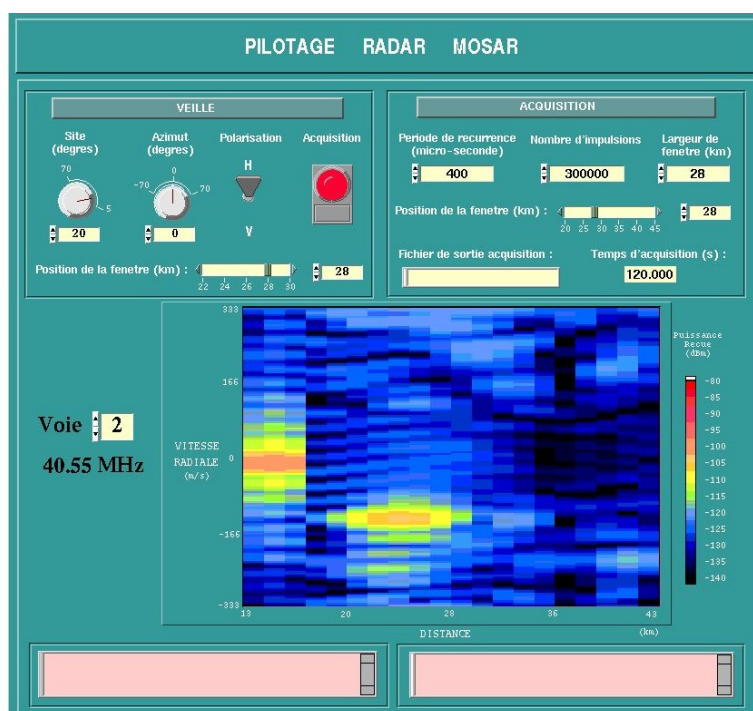 PILOTAGE RADAR MOSAR
VEILLE
Site
(degres)
70
5
20
Azimut
(degres)
0
-70
70
0
Polarisation
H
V
Acquisition
Position de la fenetre (km) :
22 24 26 28 30
28
ACQUISITION
Periode de recurrence
(micro-seconde)
400
Nombre d'impulsions
300000
Largeur de
fenetre (km)
28
Position de la fenetre (km) :
20 25 30 35 40 45
28
Fichier de sortie acquisition :
Temps d'acquisition (s) :
120.000
Voie 2
40.55 MHz
VITESSE
RADIALE
(m/s)
333
166
0
-166
-333
13 20 28 36 43
DISTANCE (km)
Puissance
Recue
(dBm)
-80
-85
-90
-95
-100
-105
-110
-115
-120
-125
-130
-135
-140